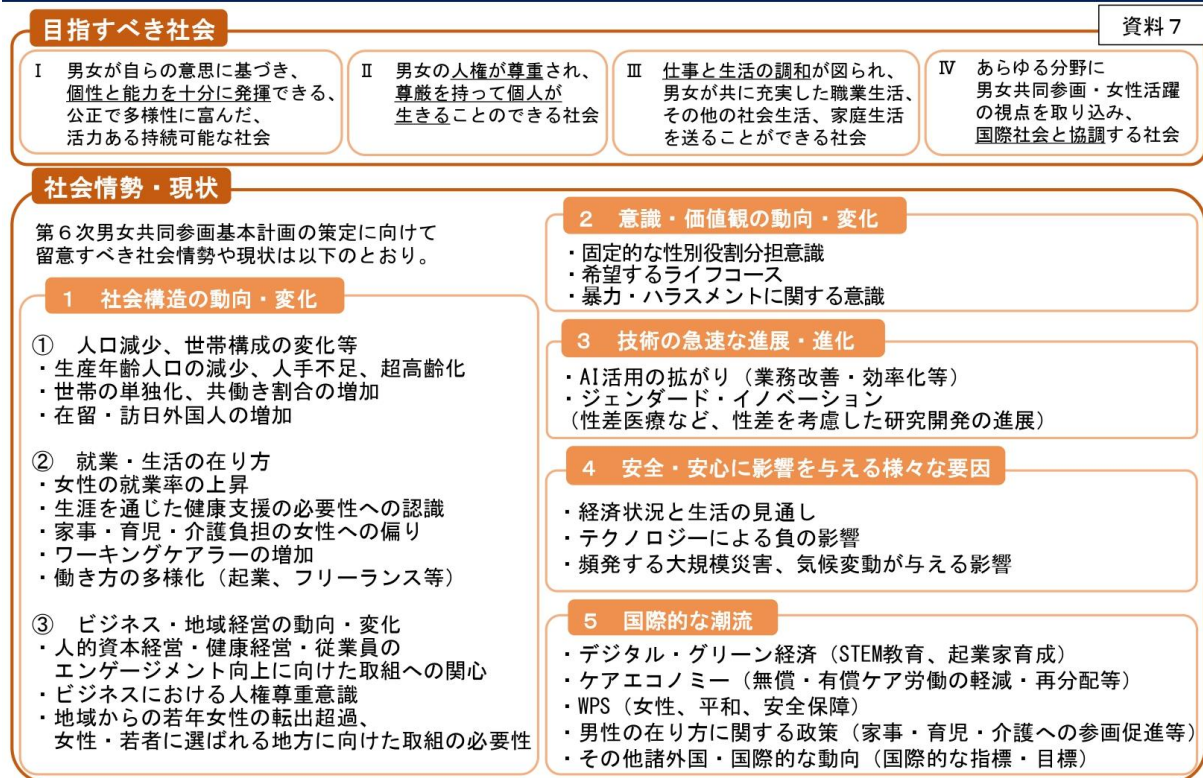 目指すべき社会
資料7
Ⅰ 男女が自らの意思に基づき、
個性と能力を十分に発揮できる、
公正で多様性に富んだ、
活力ある持続可能な社会
Ⅱ 男女の人権が尊重され、
尊厳を持って個人が
生きることのできる社会
Ⅲ 仕事と生活の調和が図られ、
男女が共に充実した職業生活、
その他の社会生活、家庭生活
を送ることができる社会
Ⅳ あらゆる分野に
男女共同参画・女性活躍
の視点を取り込み、
国際社会と協調する社会
社会情勢・現状
第6次男女共同参画基本計画の策定に向けて
留意すべき社会情勢や現状は以下のとおり。
1 社会構造の動向・変化
① 人口減少、世帯構成の変化等
・生産年齢人口の減少、人手不足、超高齢化
・世帯の単独化、共働き割合の増加
・在留・訪日外国人の増加
② 就業・生活の在り方
・女性の就業率の上昇
・生涯を通じた健康支援の必要性への認識
・家事・育児・介護負担の女性への偏り
・ワーキングケアラーの増加
・働き方の多様化（起業、フリーランス等）
③ ビジネス・地域経営の動向・変化
・人的資本経営・健康経営・従業員の
エンゲージメント向上に向けた取組への関心
・ビジネスにおける人権尊重意識
・地域からの若年女性の転出超過、
女性・若者に選ばれる地方に向けた取組の必要性
2 意識・価値観の動向・変化
・固定的な性別役割分担意識
・希望するライフコース
・暴力・ハラスメントに関する意識
3 技術の急速な進展・進化
・AI活用の拡がり（業務改善・効率化等）
・ジェンダード・イノベーション
（性差医療など、性差を考慮した研究開発の進展）
4 安全・安心に影響を与える様々な要因
・経済状況と生活の見通し
・テクノロジーによる負の影響
・頻発する大規模災害、気候変動が与える影響
5 国際的な潮流
・デジタル・グリーン経済（STEM教育、起業家育成）
・ケアエコノミー（無償・有償ケア労働の軽減・再分配等）
・WPS（女性、平和、安全保障）
・男性の在り方に関する政策（家事・育児・介護への参画促進等）
・その他諸外国・国際的な動向（国際的な指標・目標）